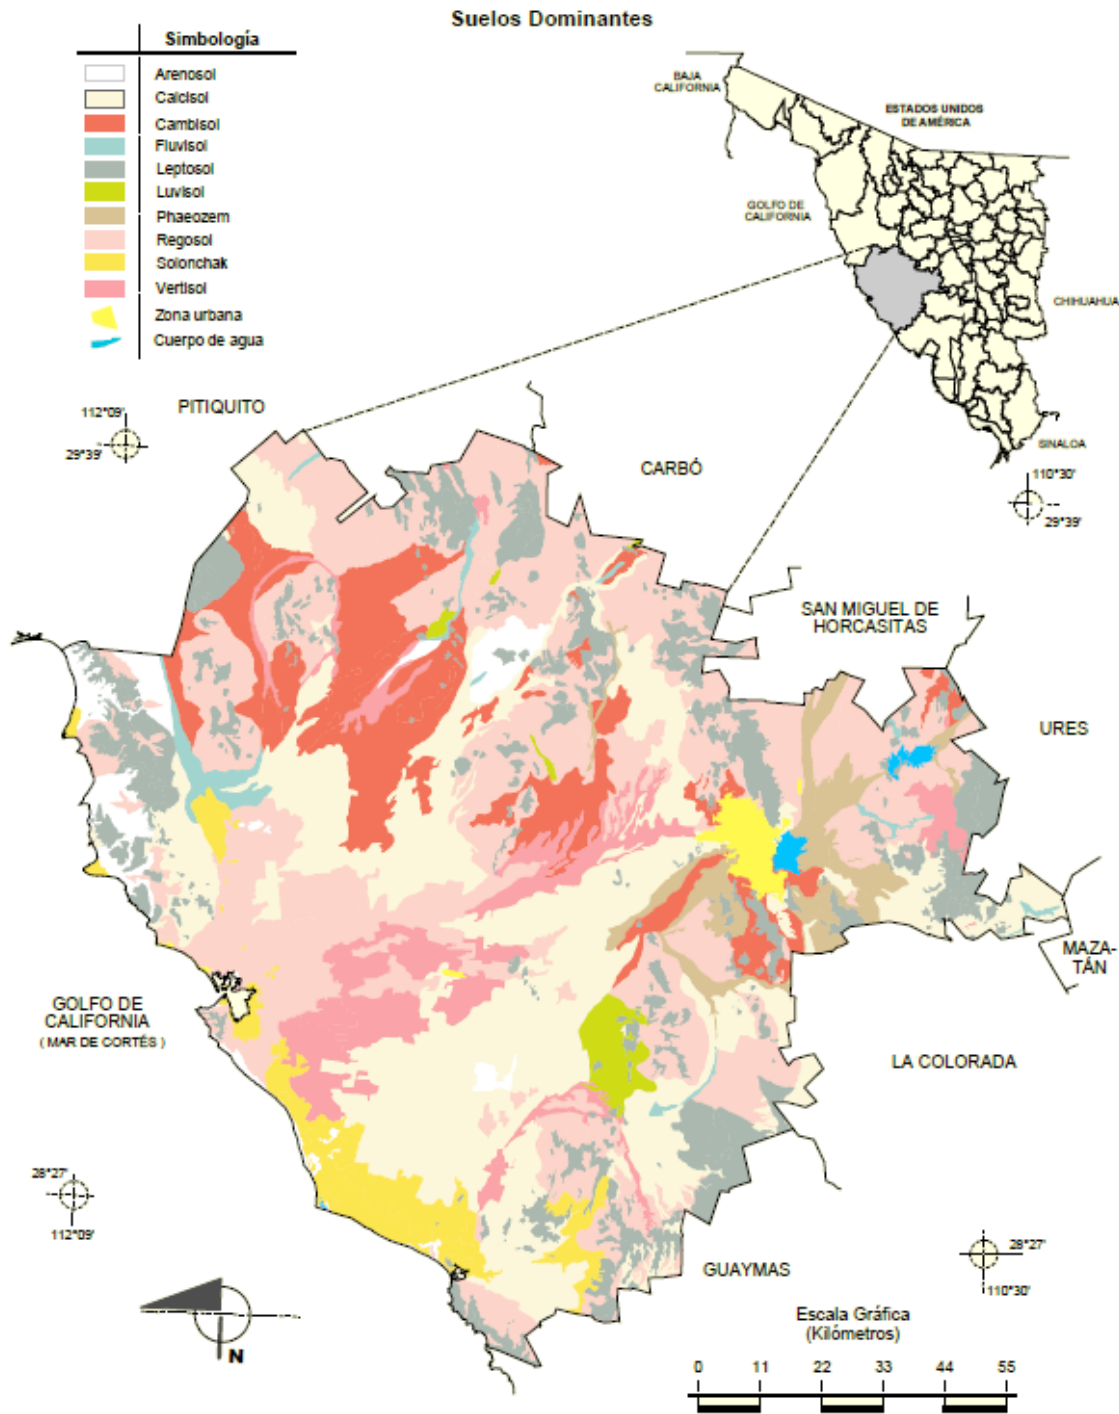 Suelos Dominantes
Simbología
Arenosol
Calcisol
Cambisol
Fluvisol
Leptosol
Luvisol
Phaeozem
Regosol
Solonchak
Vertisol
Zona urbana
Cuerpo de agua
BAJA
CALIFORNIA
ESTADOS UNIDOS
DE AMÉRICA
GOLFO DE
CALIFORNIA
CHIHUAHUA
SINALOA
110°30'
29°39'
112°09'
29°39'
PITIQUITO
CARBÓ
SAN MIGUEL DE
HORCASITAS
URES
MAZA-
TÁN
GOLFO DE
CALIFORNIA
( MAR DE CORTÉS )
LA COLORADA
28°27'
112°09'
GUAYMAS
28°27'
110°30'
N
Escala Gráfica
(Kilómetros)
0 11 22 33 44 55